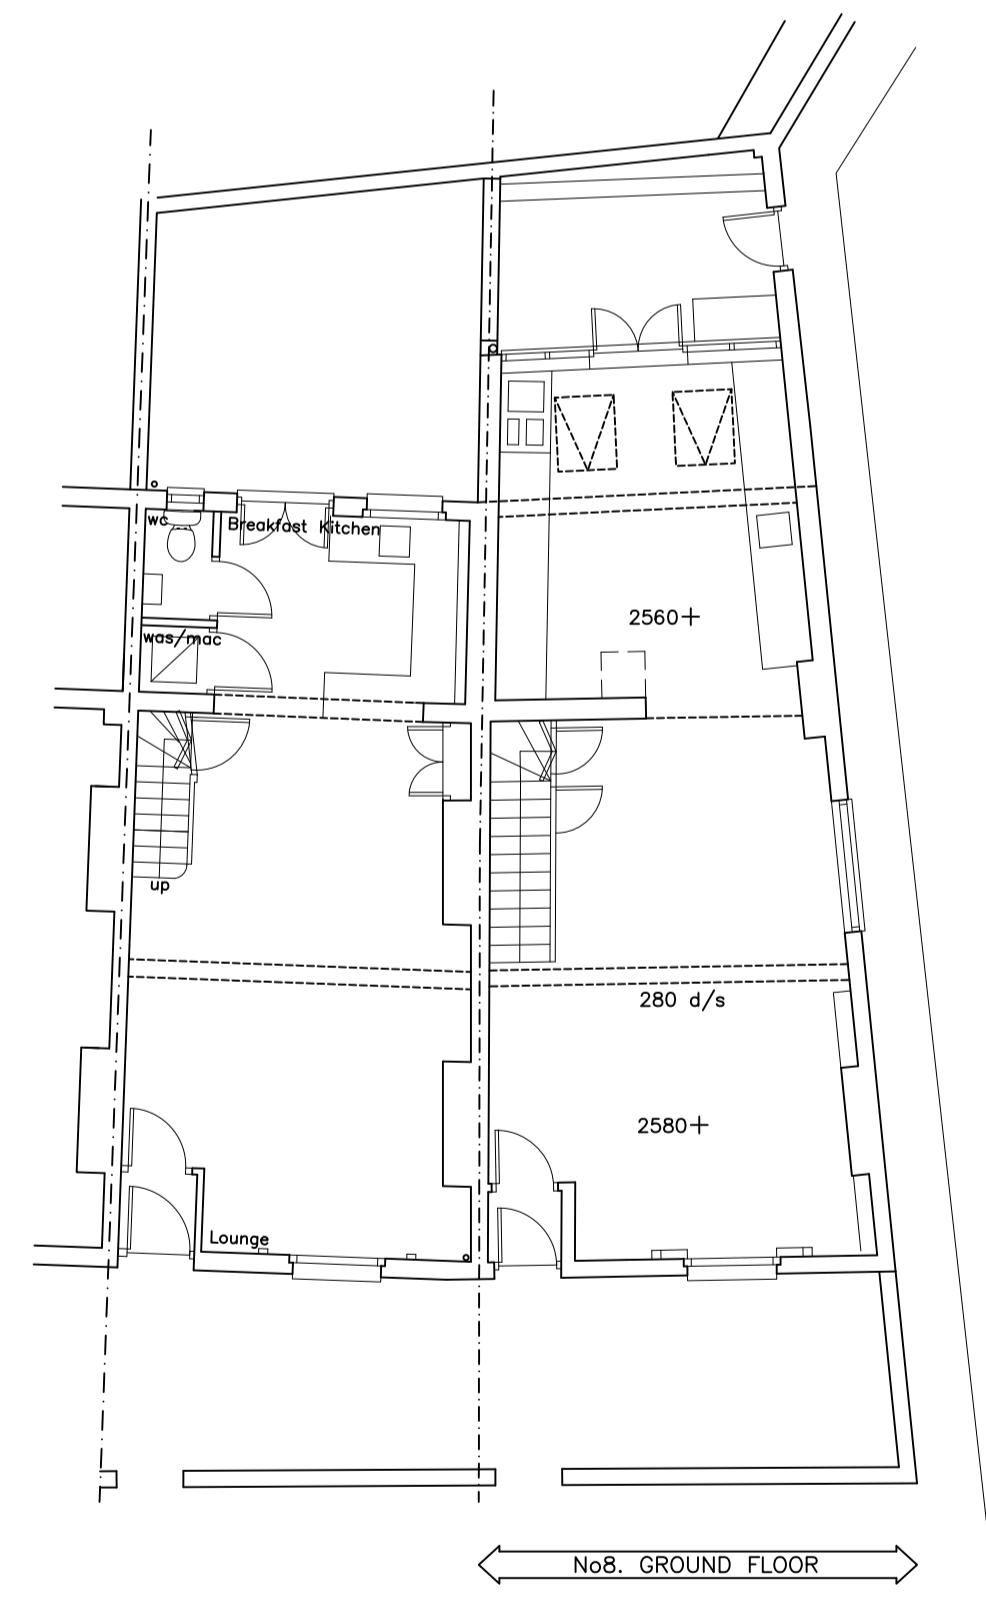 wc
Breakfast Kitchen
2560+
was/mac
up
280 d/s
2580+
Lounge
No8. GROUND FLOOR